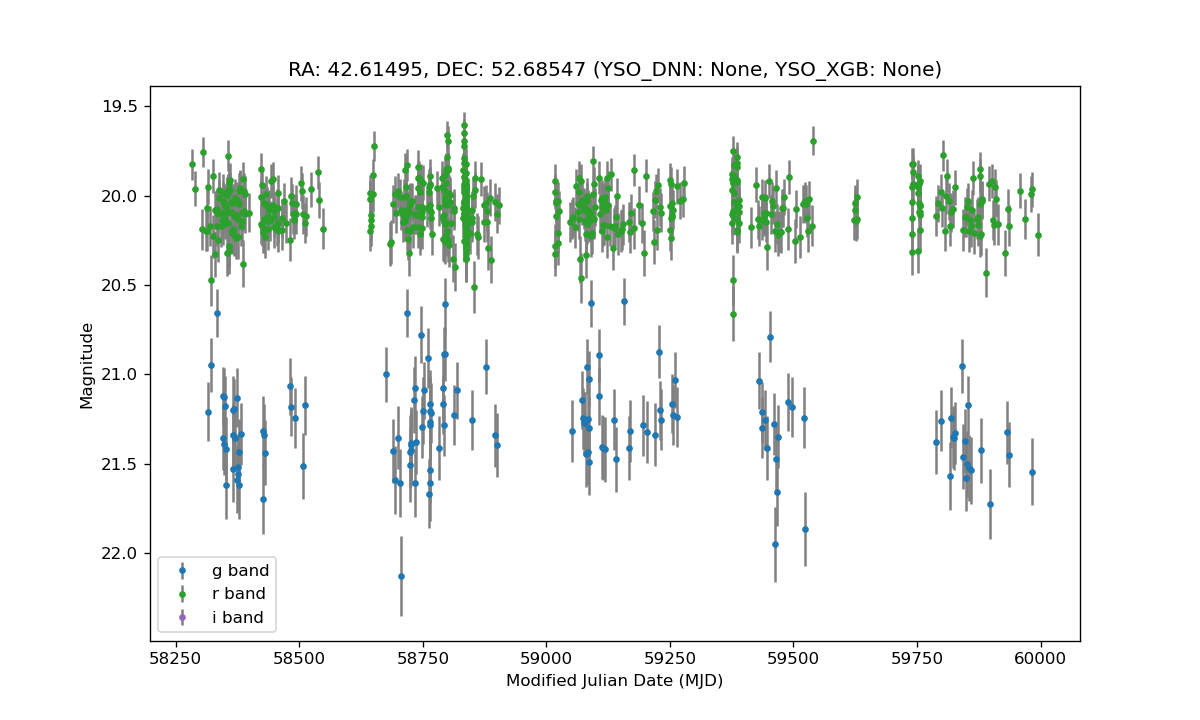 RA: 42.61495, DEC: 52.68547 (YSO_DNN: None, YSO_XGB: None)
19.5
20.0
20.5
21.0
21.5
22.0
Magnitude
g band
r band
i band
58250 58500 58750 59000 59250 59500 59750 60000
Modified Julian Date (MJD)